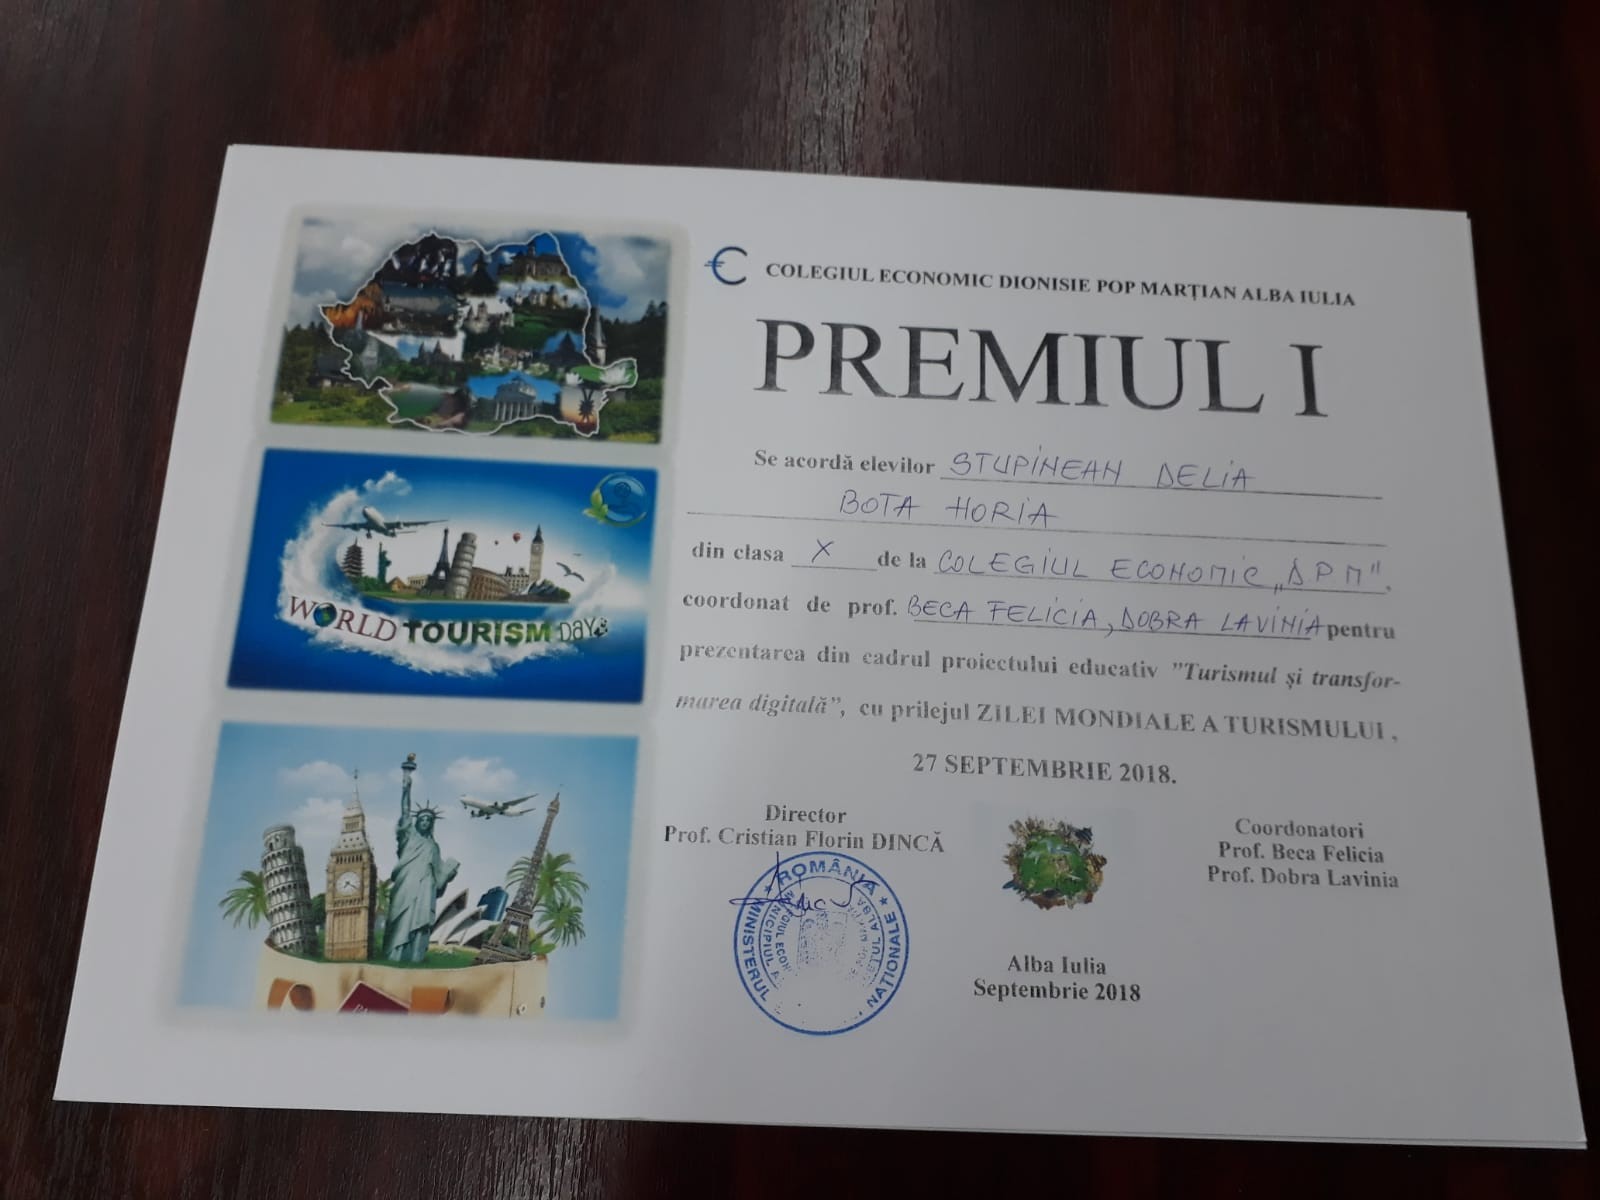 WORLD TOURISM DAY
COLEGIUL ECONOMIC DIONISIE POP MARȚIAN ALBA IULIA
PREMIUL I
Se acordă elevilor STUPINEAN DELIA
BOTA HORIA
din clasa X de la COLEGIUL ECONOMIC „D.P.M",
coordonat de prof. BECA FELICIA, DOBRA LAVINIA pentru
prezentarea din cadrul proiectului educativ "Turismul și transfor-
marea digitală”, cu prilejul ZILEI MONDIALE A TURISMULUI ,
27 SEPTEMBRIE 2018.
Director
Prof. Cristian Florin DINCĂ
Coordonatori
Prof. Beca Felicia
Prof. Dobra Lavinia
ROMÂNIA
MINISTERUL
NAȚIONALE
Alba Iulia
Septembrie 2018